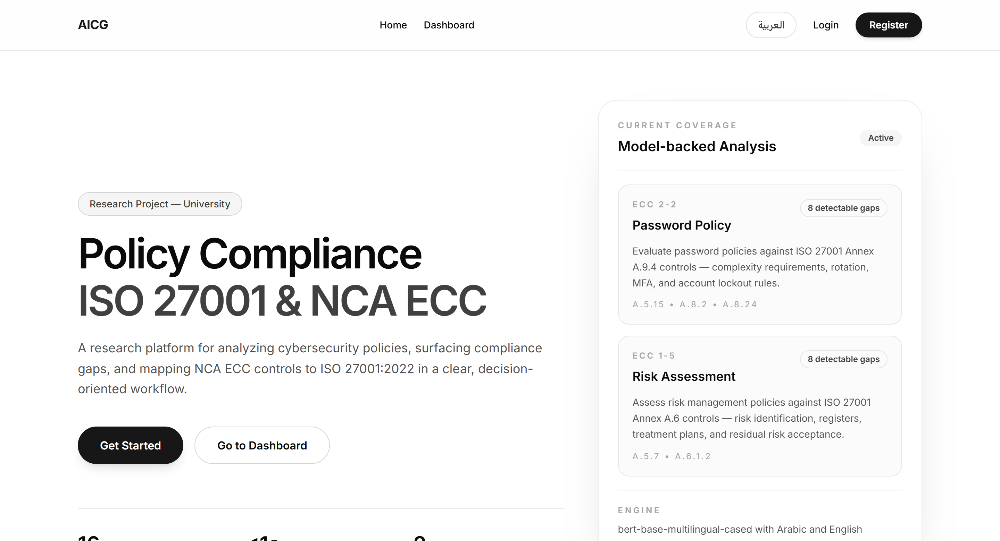 AICG
Home
Dashboard
العربية
Login
Register
Research Project — University
Policy Compliance
ISO 27001 & NCA ECC
A research platform for analyzing cybersecurity policies, surfacing compliance
gaps, and mapping NCA ECC controls to ISO 27001:2022 in a clear, decision-
oriented workflow.
Get Started
Go to Dashboard
CURRENT COVERAGE
Model-backed Analysis
Active
ECC 2-2
8 detectable gaps
Password Policy
Evaluate password policies against ISO 27001 Annex
A.9.4 controls — complexity requirements, rotation,
MFA, and account lockout rules.
A.5.15 • A.8.2 • A.8.24
ECC 1-5
8 detectable gaps
Risk Assessment
Assess risk management policies against ISO 27001
Annex A.6 controls — risk identification, registers,
treatment plans, and residual risk acceptance.
A.5.7 • A.6.1.2
ENGINE
bert-base-multilingual-cased with Arabic and English